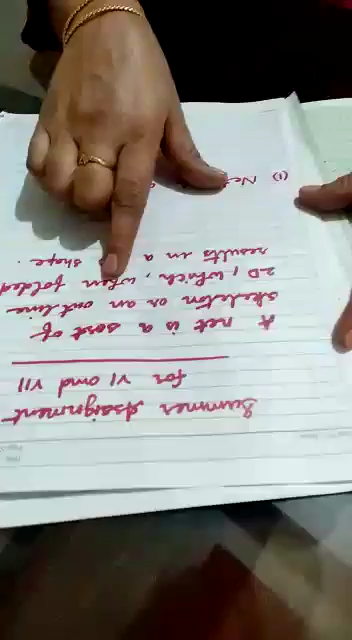 Summer Assignment
for VI and VII
A net is a sort of
skeleton or an outline
2-D, which, when folded
results in a shape.
(1) Ne